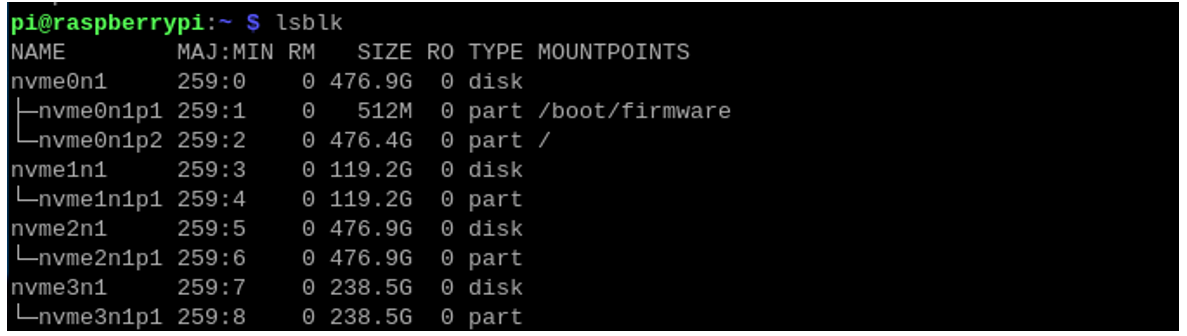 pi@raspberrypi:~ $ lsblk
NAME        MAJ:MIN RM   SIZE RO TYPE MOUNTPOINTS
nvme0n1     259:0    0 476.9G  0 disk
├─nvme0n1p1 259:1    0   512M  0 part /boot/firmware
└─nvme0n1p2 259:2    0 476.4G  0 part /
nvme1n1     259:3    0 119.2G  0 disk
└─nvme1n1p1 259:4    0 119.2G  0 part
nvme2n1     259:5    0 476.9G  0 disk
└─nvme2n1p1 259:6    0 476.9G  0 part
nvme3n1     259:7    0 238.5G  0 disk
└─nvme3n1p1 259:8    0 238.5G  0 part